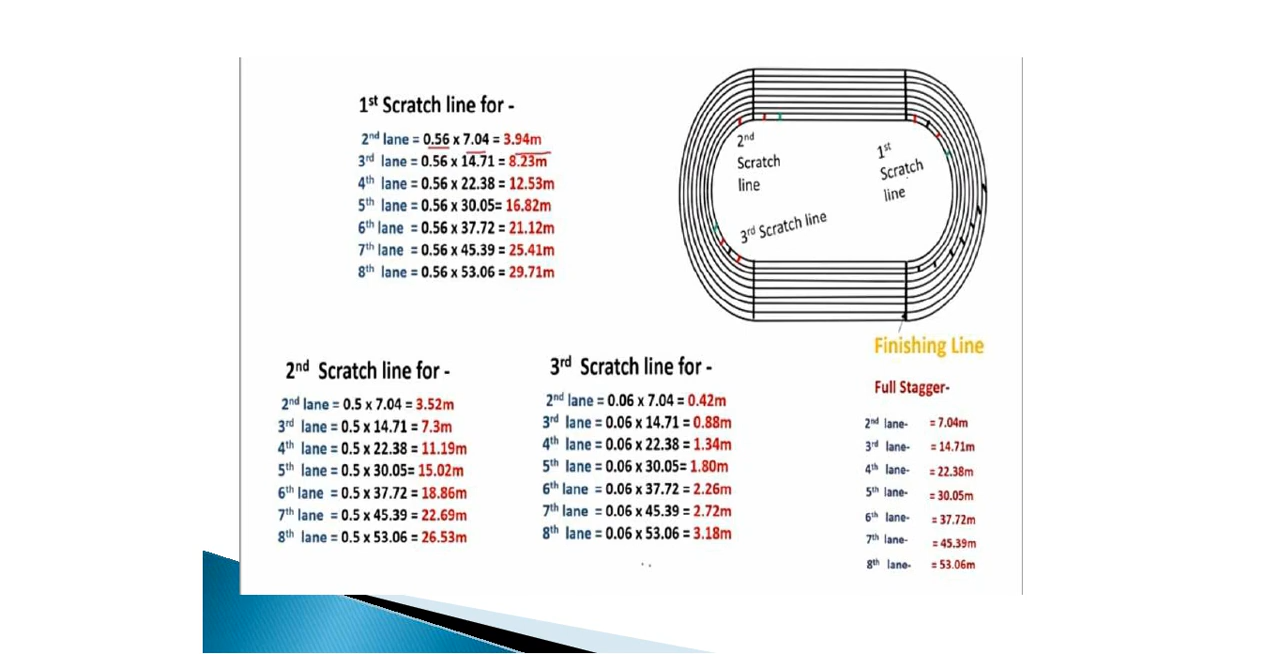 1st Scratch line for -
2nd lane = 0.56 x 7.04 = 3.94m
3rd lane = 0.56 x 14.71 = 8.23m
4th lane = 0.56 x 22.38 = 12.53m
5th lane = 0.56 x 30.05= 16.82m
6th lane = 0.56 x 37.72 = 21.12m
7th lane = 0.56 x 45.39 = 25.41m
8th lane = 0.56 x 53.06 = 29.71m
2nd
Scratch
line
1st
Scratch
line
3rd Scratch line
Finishing Line
2nd Scratch line for -
2nd lane = 0.5 x 7.04 = 3.52m
3rd lane = 0.5 x 14.71 = 7.3m
4th lane = 0.5 x 22.38 = 11.19m
5th lane = 0.5 x 30.05= 15.02m
6th lane = 0.5 x 37.72 = 18.86m
7th lane = 0.5 x 45.39 = 22.69m
8th lane = 0.5 x 53.06 = 26.53m
3rd Scratch line for -
2nd lane = 0.06 x 7.04 = 0.42m
3rd lane = 0.06 x 14.71 = 0.88m
4th lane = 0.06 x 22.38 = 1.34m
5th lane = 0.06 x 30.05= 1.80m
6th lane = 0.06 x 37.72 = 2.26m
7th lane = 0.06 x 45.39 = 2.72m
8th lane = 0.06 x 53.06 = 3.18m
Full Stagger-
2nd lane- = 7.04m
3rd lane- = 14.71m
4th lane- = 22.38m
5th lane- = 30.05m
6th lane- = 37.72m
7th lane- = 45.39m
8th lane- = 53.06m